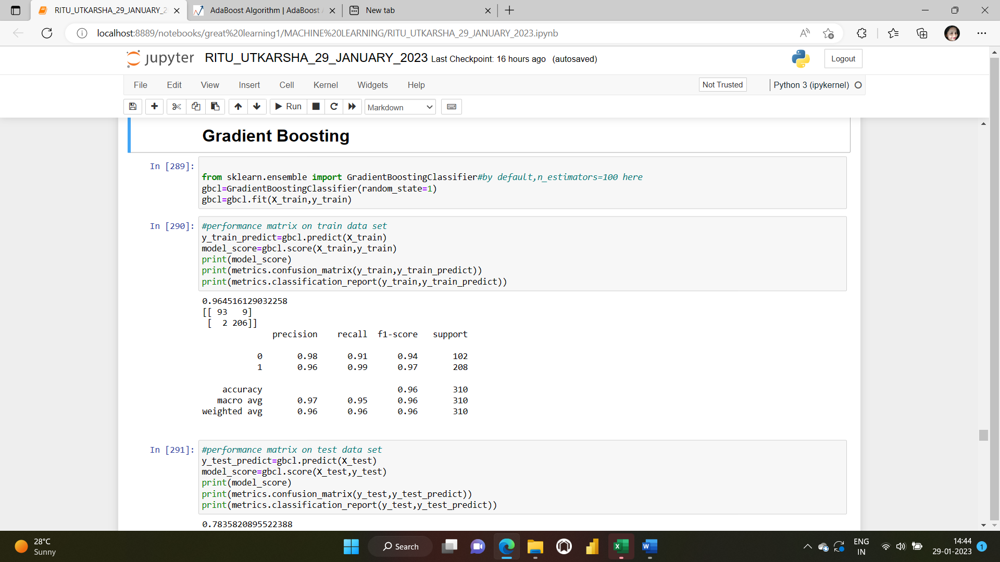 RITU_UTKARSHA_29_JANUARY_2
AdaBoost Algorithm | AdaBoost
New tab
localhost:8889/notebooks/great%20learning1/MACHINE%20LEARNING/RITU_UTKARSHA_29_JANUARY_2023.ipynb
jupyter RITU_UTKARSHA_29_JANUARY_2023 Last Checkpoint: 16 hours ago (autosaved)
Logout
File Edit View Insert Cell Kernel Widgets Help
Not Trusted
Python 3 (ipykernel)
Run
Markdown
Gradient Boosting
In [289]:
from sklearn.ensemble import GradientBoostingClassifier#by default,n_estimators=100 here
gbcl=GradientBoostingClassifier(random_state=1)
gbcl=gbcl.fit(X_train,y_train)
In [290]: #performance matrix on train data set
y_train_predict=gbcl.predict(X_train)
model_score=gbcl.score(X_train,y_train)
print(model_score)
print(metrics.confusion_matrix(y_train,y_train_predict))
print(metrics.classification_report(y_train,y_train_predict))
0.964516129032258
[[ 93   9]
 [  2 206]]
precision    recall  f1-score   support
0       0.98      0.91      0.94       102
1       0.96      0.99      0.97       208
accuracy                           0.96       310
macro avg       0.97      0.95      0.96       310
weighted avg       0.96      0.96      0.96       310
In [291]: #performance matrix on test data set
y_test_predict=gbcl.predict(X_test)
model_score=gbcl.score(X_test,y_test)
print(model_score)
print(metrics.confusion_matrix(y_test,y_test_predict))
print(metrics.classification_report(y_test,y_test_predict))
0.7835820895522388
28°C
Sunny
Search
ENG
IN
14:44
29-01-2023
1